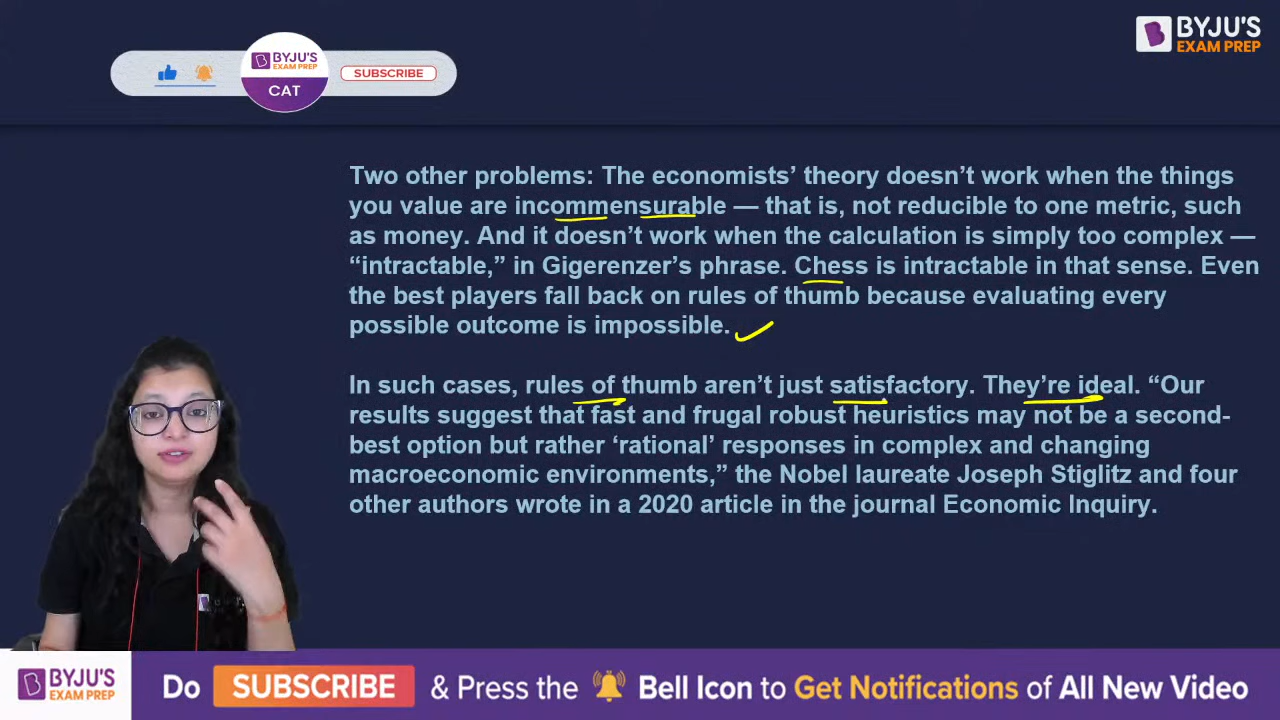 BYJU'S
EXAM PREP
BYJU'S
EXAM PREP
CAT
SUBSCRIBE
Two other problems: The economists’ theory doesn’t work when the things
you value are incommensurable — that is, not reducible to one metric, such
as money. And it doesn’t work when the calculation is simply too complex —
“intractable,” in Gigerenzer’s phrase. Chess is intractable in that sense. Even
the best players fall back on rules of thumb because evaluating every
possible outcome is impossible.
In such cases, rules of thumb aren’t just satisfactory. They’re ideal. “Our
results suggest that fast and frugal robust heuristics may not be a second-
best option but rather ‘rational’ responses in complex and changing
macroeconomic environments,” the Nobel laureate Joseph Stiglitz and four
other authors wrote in a 2020 article in the journal Economic Inquiry.
BYJU'S
EXAM PREP
Do SUBSCRIBE & Press the Bell Icon to Get Notifications of All New Video